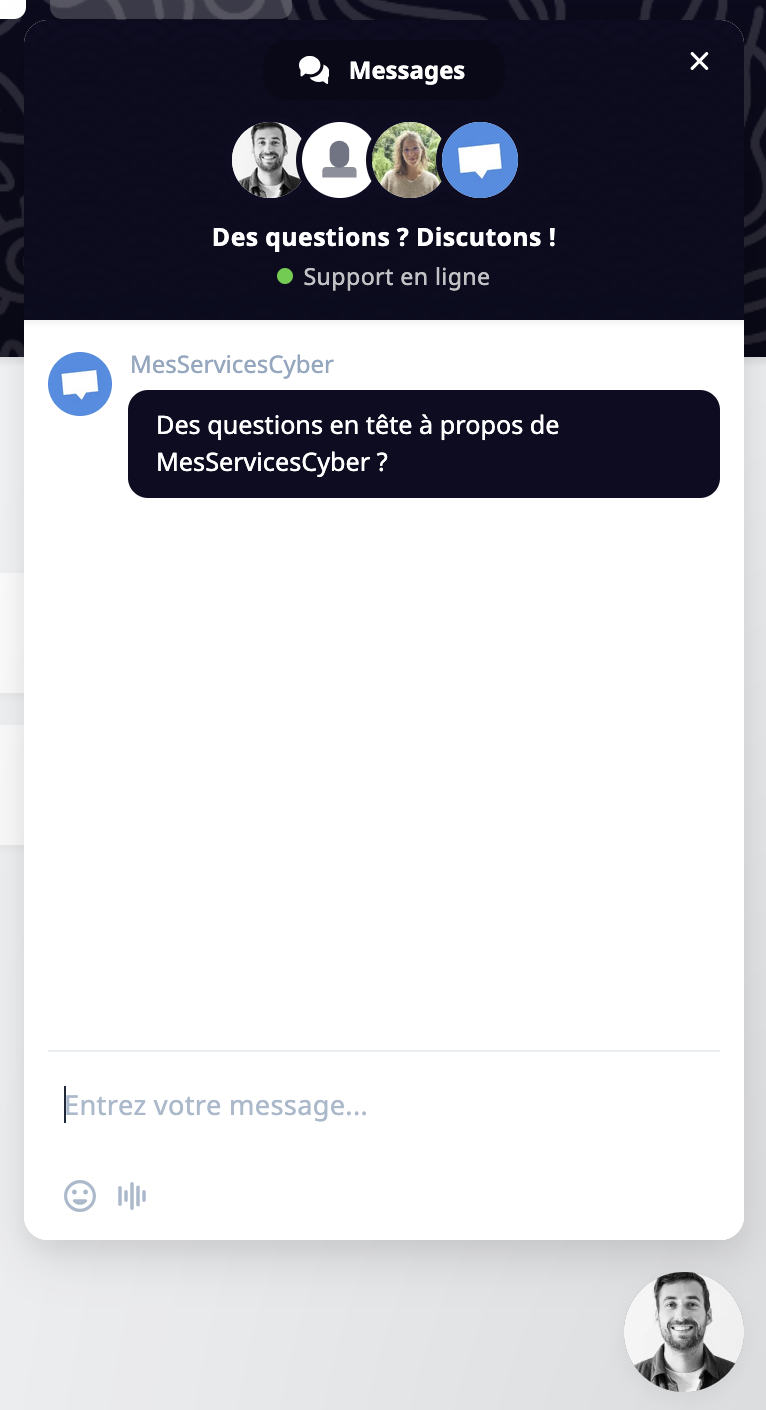 Messages
Des questions ? Discutons !
Support en ligne
MesServicesCyber
Des questions en tête à propos de
MesServicesCyber ?
Entrez votre message...